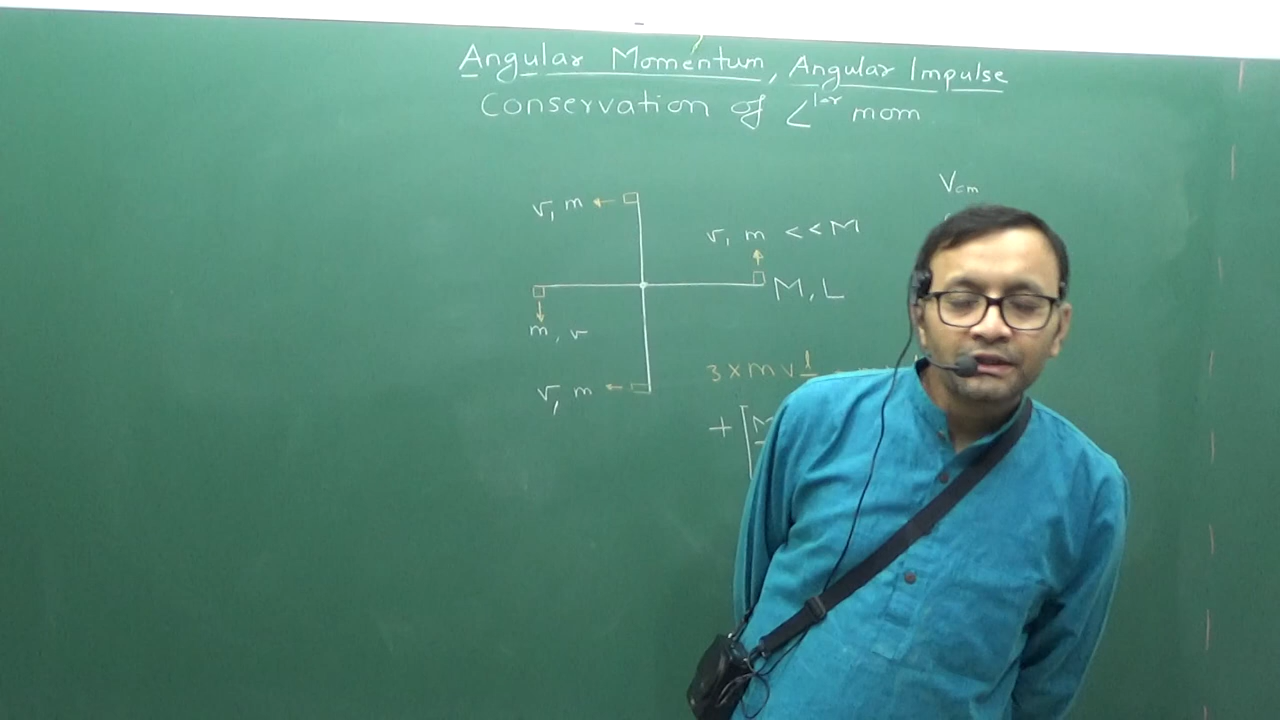 Angular Momentum, Angular Impulse
Conservation of ∠lar mom
Vcm
v, m
v, m << M
M, L
m, v
3 × m v L
v, m
+ [M